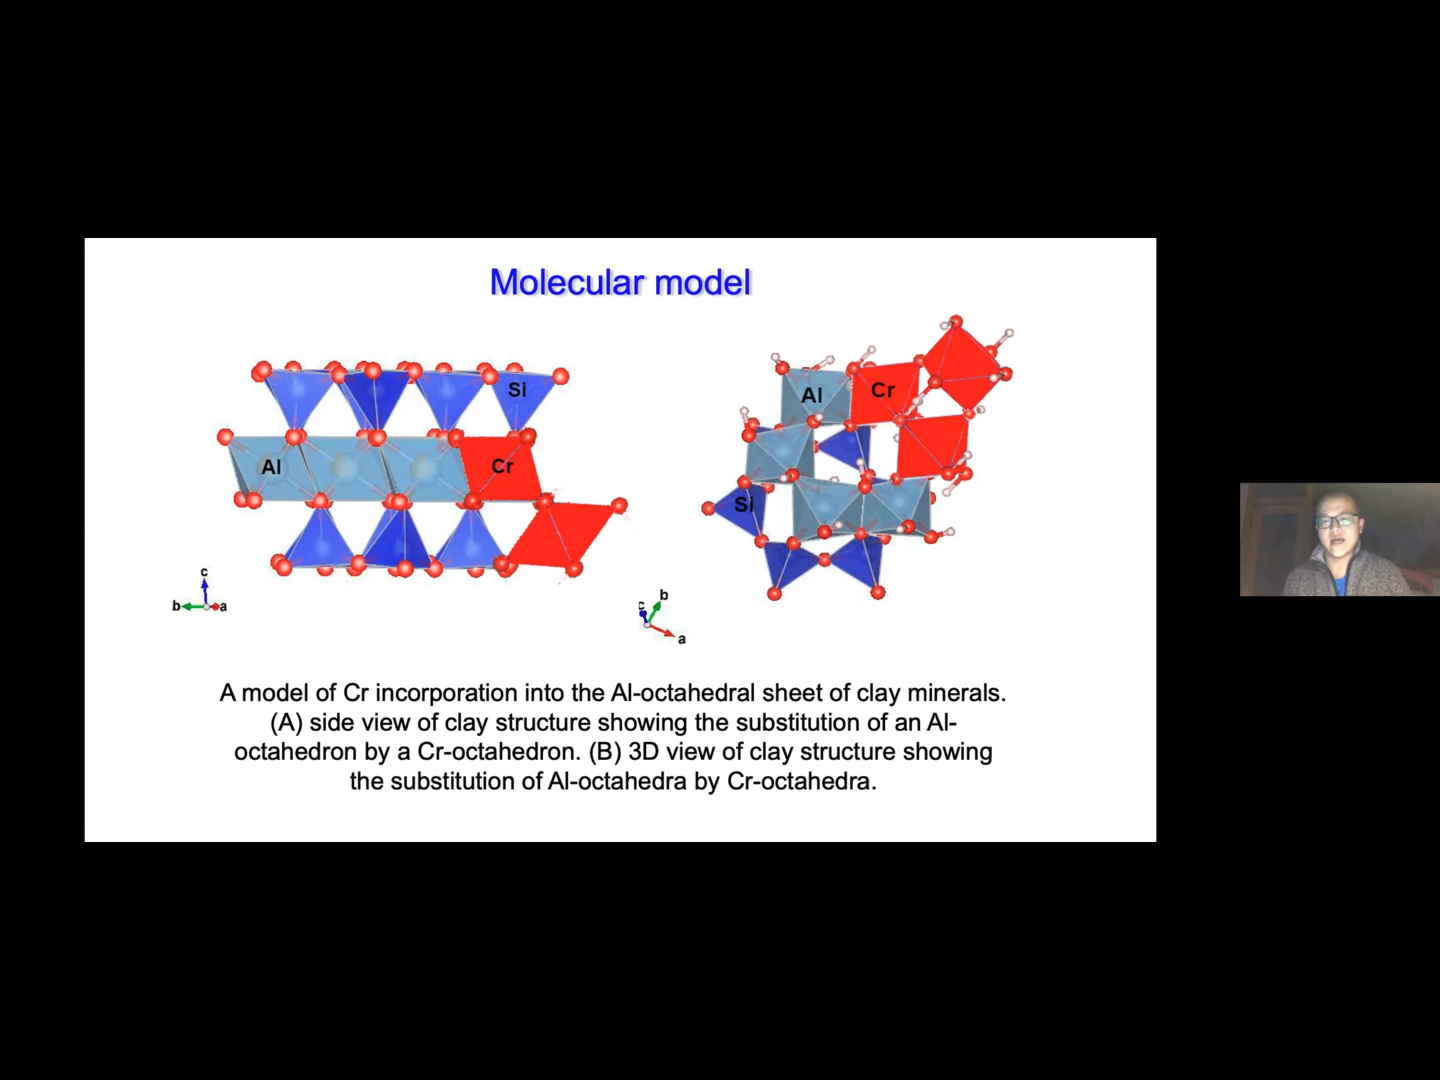 Molecular model
Si
Al
Cr
c
b
a
Al
Cr
Si
c
b
a
A model of Cr incorporation into the Al-octahedral sheet of clay minerals.
(A) side view of clay structure showing the substitution of an Al-
octahedron by a Cr-octahedron. (B) 3D view of clay structure showing
the substitution of Al-octahedra by Cr-octahedra.